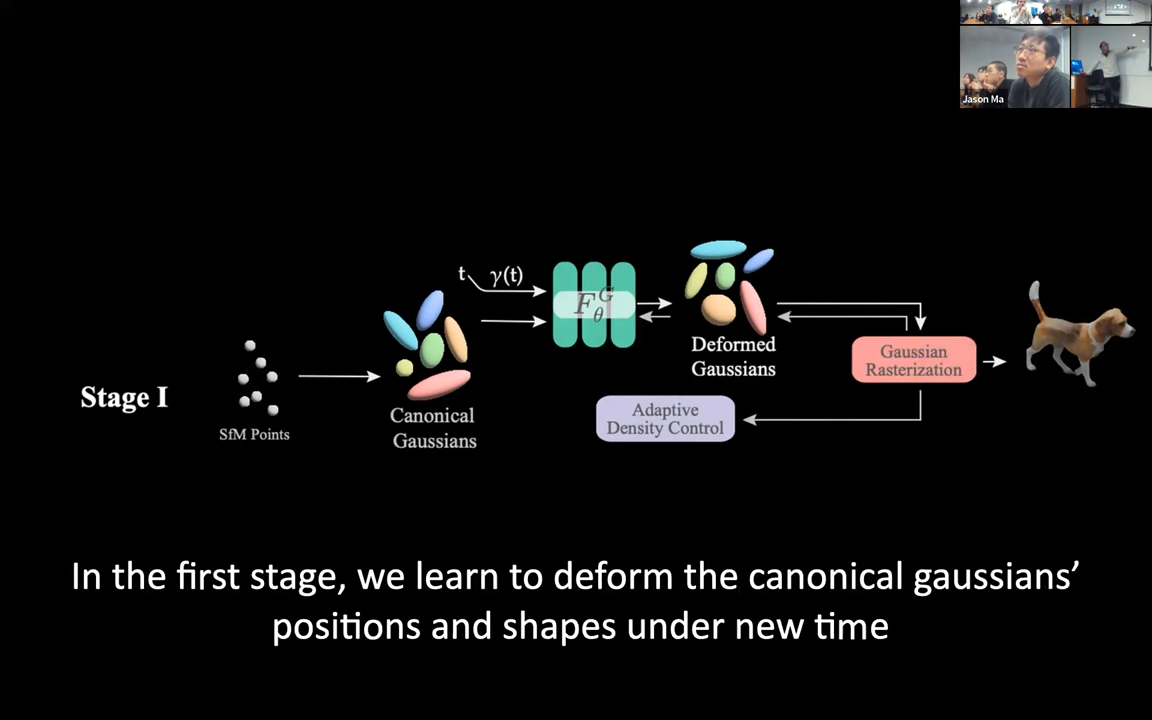 Jason Ma
t
γ(t)
F_θ^G
Deformed
Gaussians
Gaussian
Rasterization
Stage I
SfM Points
Canonical
Gaussians
Adaptive
Density Control
In the first stage, we learn to deform the canonical gaussians’
positions and shapes under new time